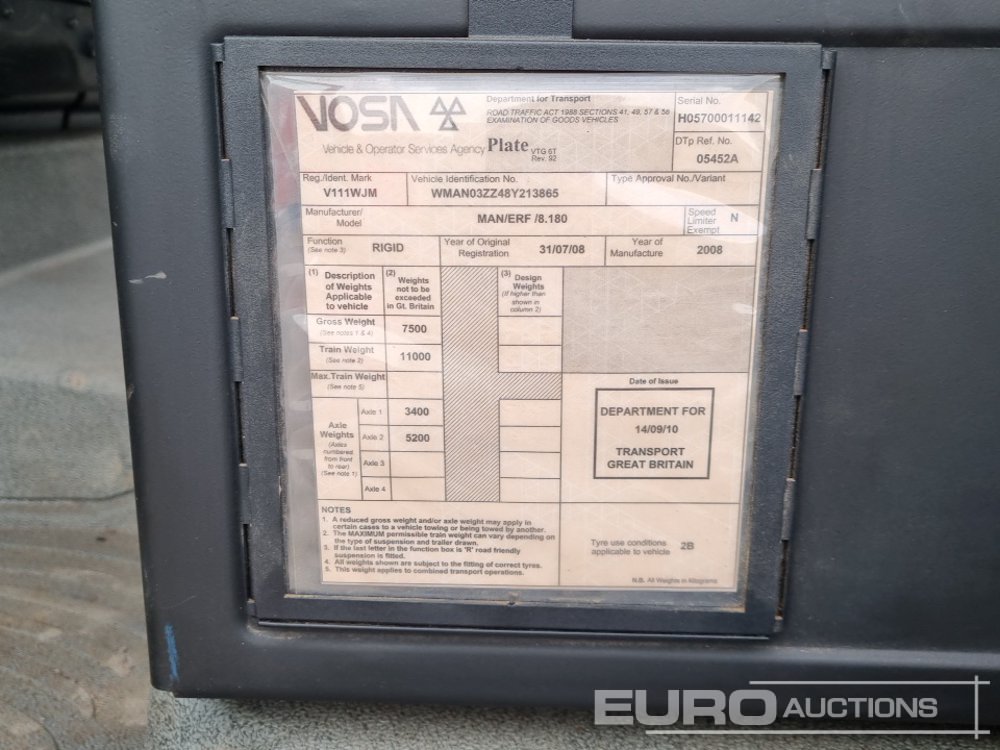 VOSA
Vehicle & Operator Services Agency
Department for Transport
ROAD TRAFFIC ACT 1988 SECTIONS 41, 49, 57 & 58
EXAMINATION OF GOODS VEHICLES
Plate VTG 6T
Rev. 92
Serial No.
H05700011142
DTp Ref. No.
05452A
Reg./Ident. Mark
V111WJM
Vehicle Identification No.
WMAN03ZZ48Y213865
Type Approval No./Variant
Manufacturer/
Model
MAN/ERF /8.180
Speed
Limiter
Exempt
N
Function
(See note 3)
RIGID
Year of Original
Registration
31/07/08
Year of
Manufacture
2008
(1) Description
of Weights
Applicable
to vehicle
(2) Weights
not to be
exceeded
in Gt. Britain
(3) Design
Weights
(if higher than
shown in
column 2)
Gross Weight
(See notes 1 & 4)
7500
Train Weight
(See note 2)
11000
Max.Train Weight
(See note 5)
Axle
Weights
(Axles
numbered
from front
to rear)
(See note 1)
Axle 1
3400
Axle 2
5200
Axle 3
Axle 4
Date of Issue
DEPARTMENT FOR
14/09/10
TRANSPORT
GREAT BRITAIN
NOTES
1. A reduced gross weight and/or axle weight may apply in
certain cases to a vehicle towing or being towed by another.
2. The MAXIMUM permissible train weight can vary depending on
the type of suspension and trailer drawn.
3. If the last letter in the function box is 'R' road friendly
suspension is fitted.
4. All weights shown are subject to the fitting of correct tyres.
5. This weight applies to combined transport operations.
Tyre use conditions
applicable to vehicle
2B
N.B. All Weights in Kilograms
EURO AUCTIONS